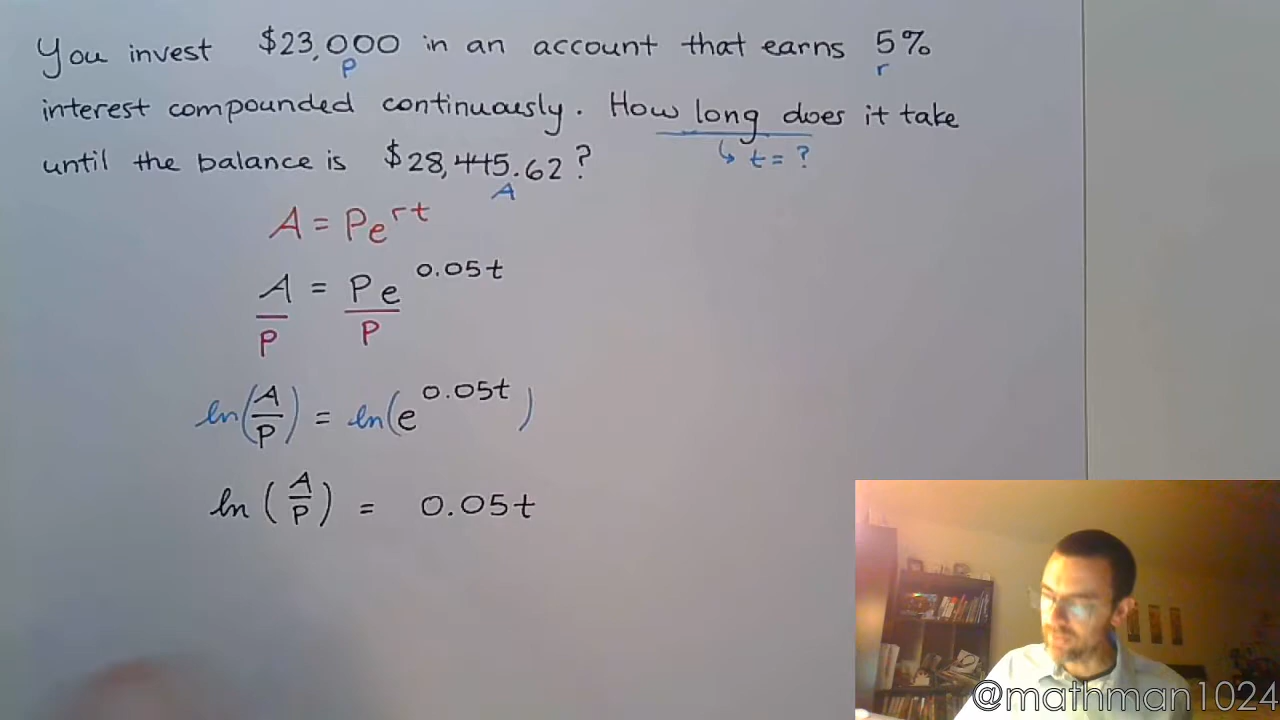 You invest $23,000 in an account that earns 5%
P r
interest compounded continuously. How long does it take
↳ t = ?
until the balance is $28,445.62?
A
A = Pe^rt
A/P = Pe^0.05t/P
ln(A/P) = ln(e^0.05t)
ln(A/P) = 0.05t
@mathman1024